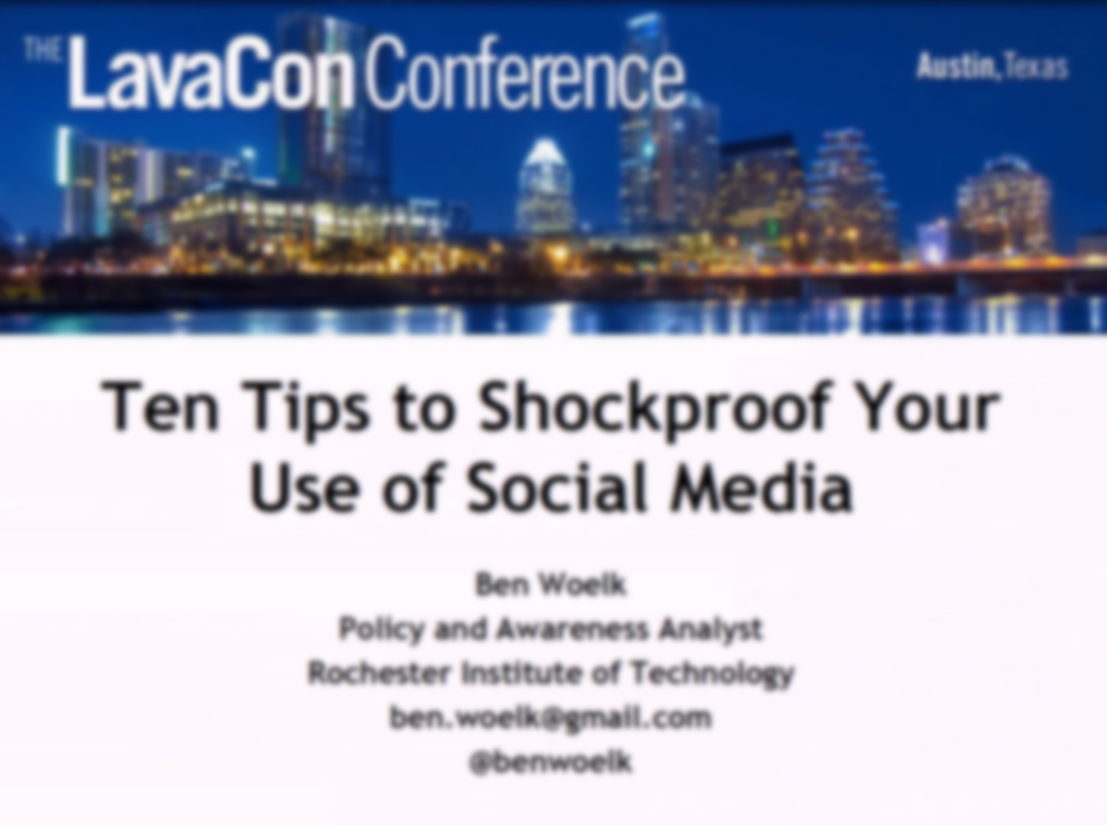 THE LavaCon Conference
Austin, Texas
Ten Tips to Shockproof Your
Use of Social Media
Ben Woelk
Policy and Awareness Analyst
Rochester Institute of Technology
ben.woelk@gmail.com
@benwoelk